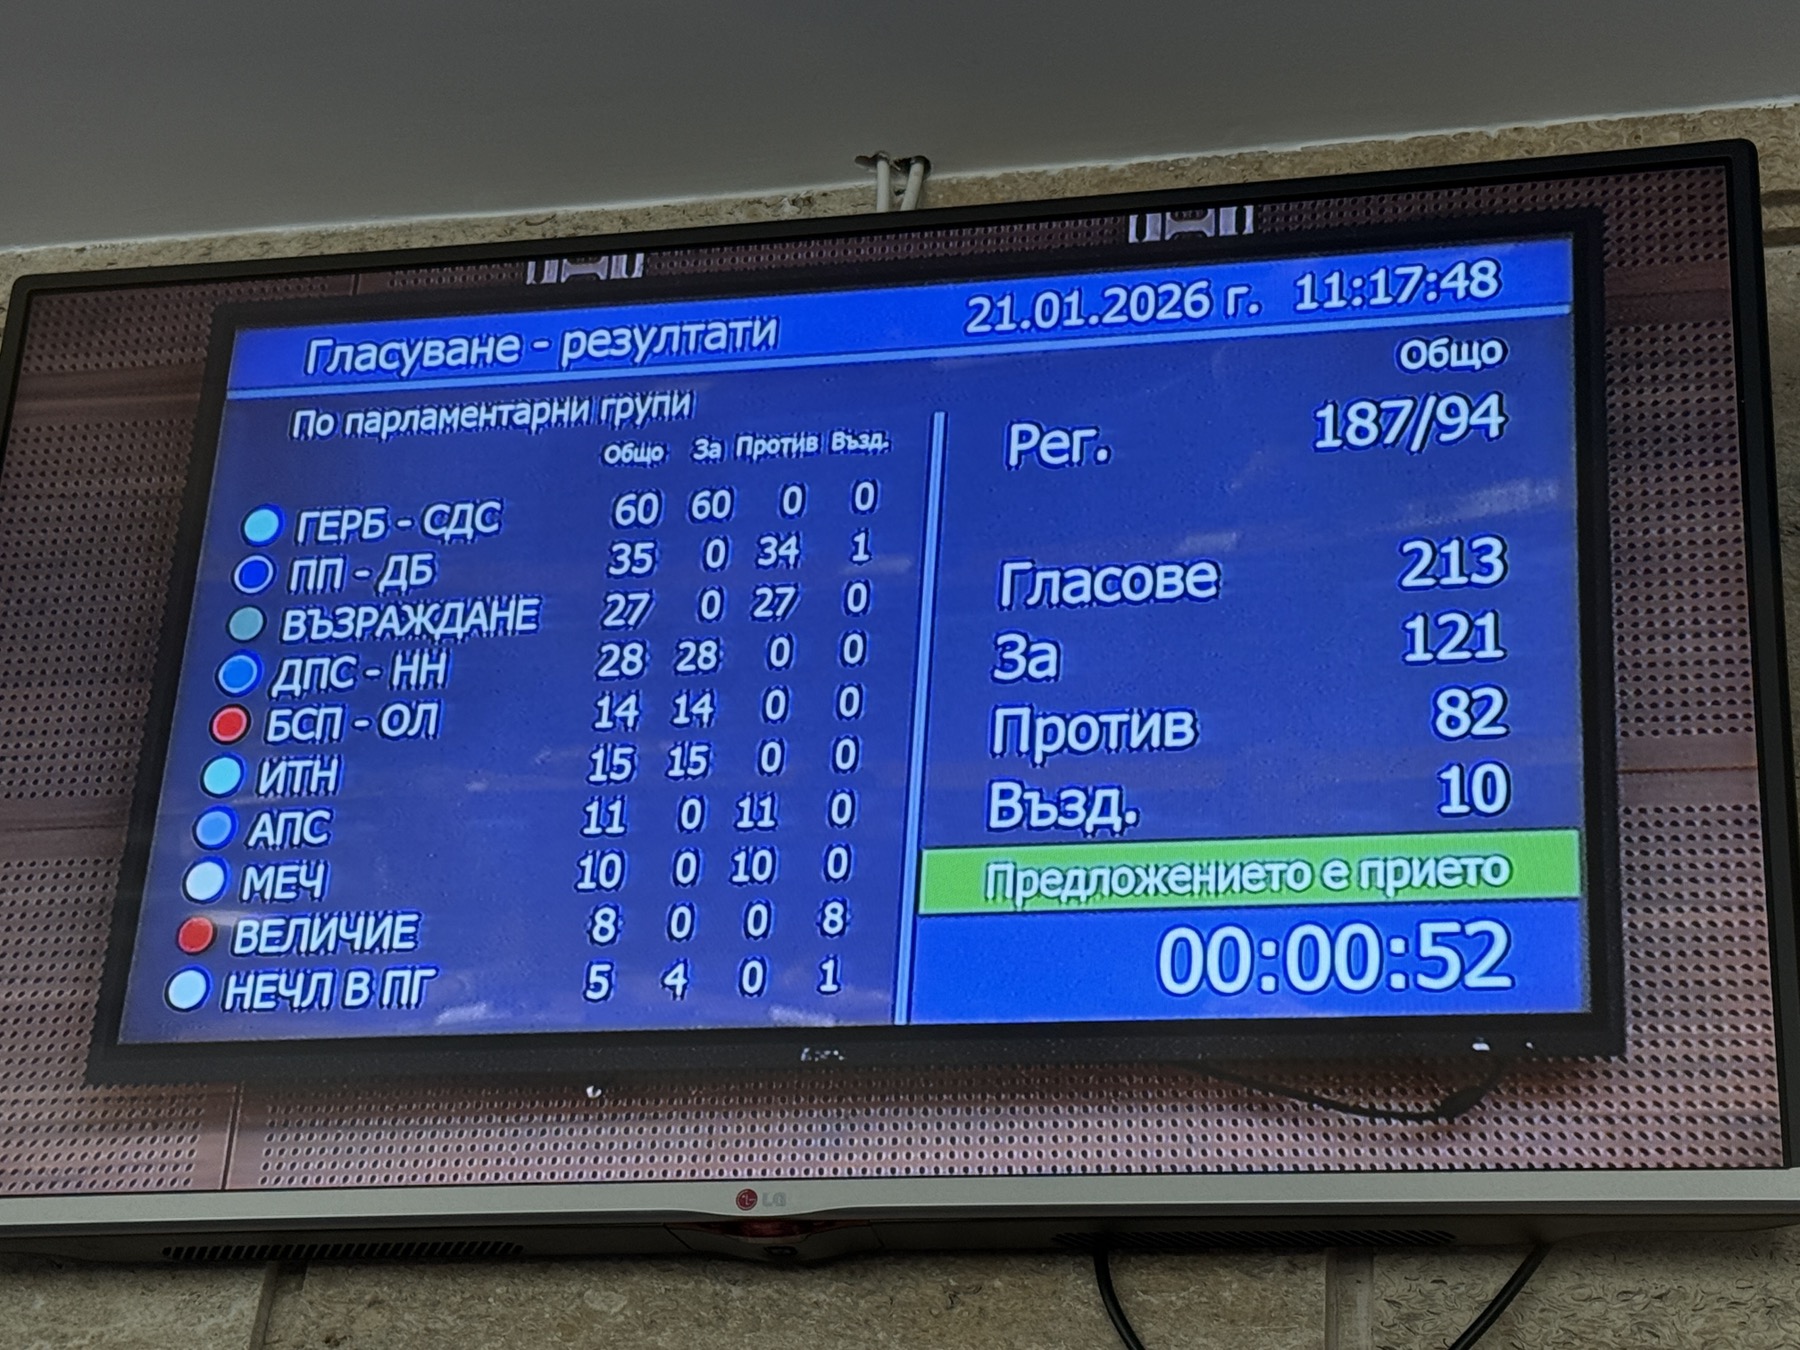 Гласуване - резултати 21.01.2026 г. 11:17:48
По парламентарни групи
Общо За Против Възд.
ГЕРБ - СДС 60 60 0 0
ПП - ДБ 35 0 34 1
ВЪЗРАЖДАНЕ 27 0 27 0
ДПС - НН 28 28 0 0
БСП - ОЛ 14 14 0 0
ИТН 15 15 0 0
АПС 11 0 11 0
МЕЧ 10 0 10 0
ВЕЛИЧИЕ 8 0 0 8
НЕЧЛ В ПГ 5 4 0 1
Общо
Рег. 187/94
Гласове 213
За 121
Против 82
Възд. 10
Предложението е прието
00:00:52
LG